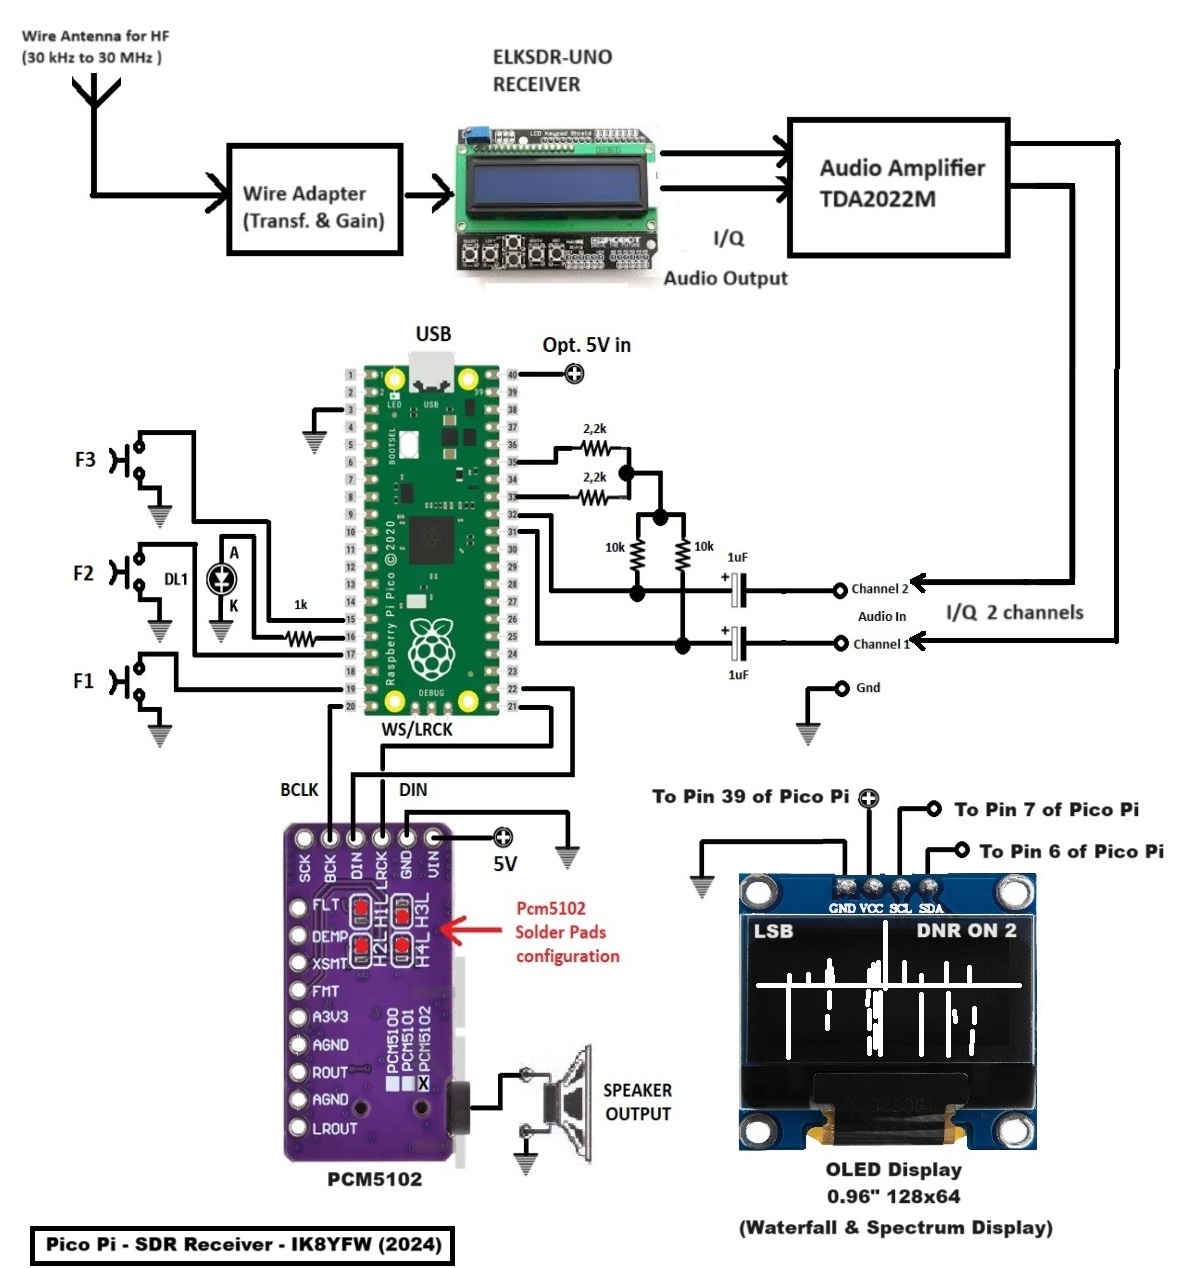 Wire Antenna for HF
(30 kHz to 30 MHz )
ELKSDR-UNO
RECEIVER
Wire Adapter
(Transf. & Gain)
LCD Keypad Shield
I/Q
Audio Output
Audio Amplifier
TDA2022M
USB
Opt. 5V in
1
2
3
4
5
6
7
8
9
10
11
12
13
14
15
16
17
18
19
20
40
39
38
37
36
35
34
33
32
31
30
29
28
27
26
25
24
23
22
21
1
2
39
LED
USB
BOOTSEL
Raspberry Pi Pico ©2020
DEBUG
2,2k
2,2k
10k
10k
1uF
+
Channel 2
Audio In
I/Q 2 channels
+
Channel 1
1uF
Gnd
F3
F2
DL1
A
K
1k
F1
WS/LRCK
BCLK
DIN
5V
SCK
BCK
DIN
LRCK
GND
VIN
FLT
DEMP
XSMT
FMT
A3V3
AGND
ROUT
AGND
LROUT
H1L
H3L
H2L
H4L
PCM5100
PCM5101
X PCM5102
Pcm5102
Solder Pads
configuration
SPEAKER
OUTPUT
PCM5102
To Pin 39 of Pico Pi
To Pin 7 of Pico Pi
To Pin 6 of Pico Pi
GND VCC SCL SDA
LSB
DNR ON 2
OLED Display
0.96" 128x64
(Waterfall & Spectrum Display)
Pico Pi - SDR Receiver - IK8YFW (2024)